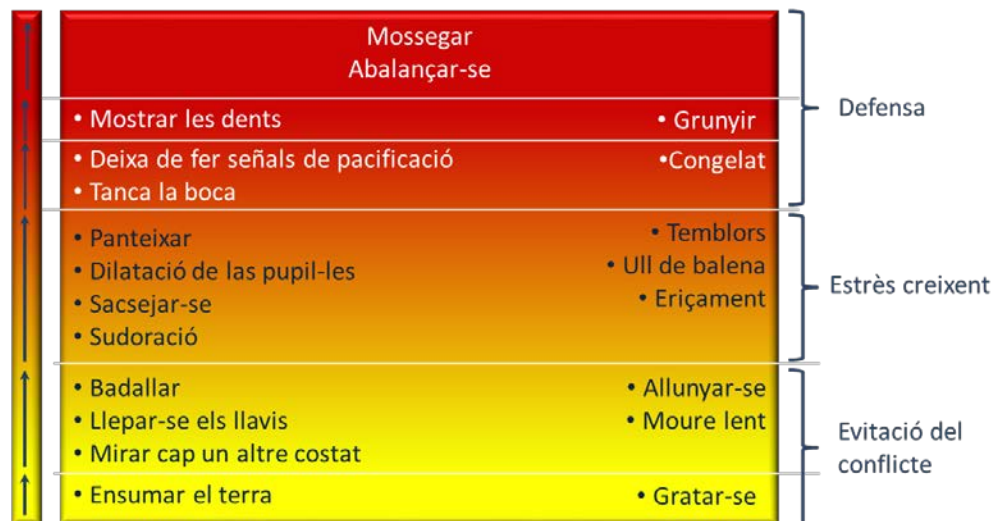 Mossegar
Abalançar-se
Defensa
• Mostrar les dents
• Grunyir
• Deixa de fer señals de pacificació
•Congelat
• Tanca la boca
• Panteixar
• Temblors
• Dilatació de las pupil-les
• Ull de balena
• Sacsejar-se
• Eriçament
Estrès creixent
• Sudoració
• Badallar
• Allunyar-se
• Llepar-se els llavis
• Moure lent
• Mirar cap un altre costat
Evitació del
conflicte
• Ensumar el terra
• Gratar-se